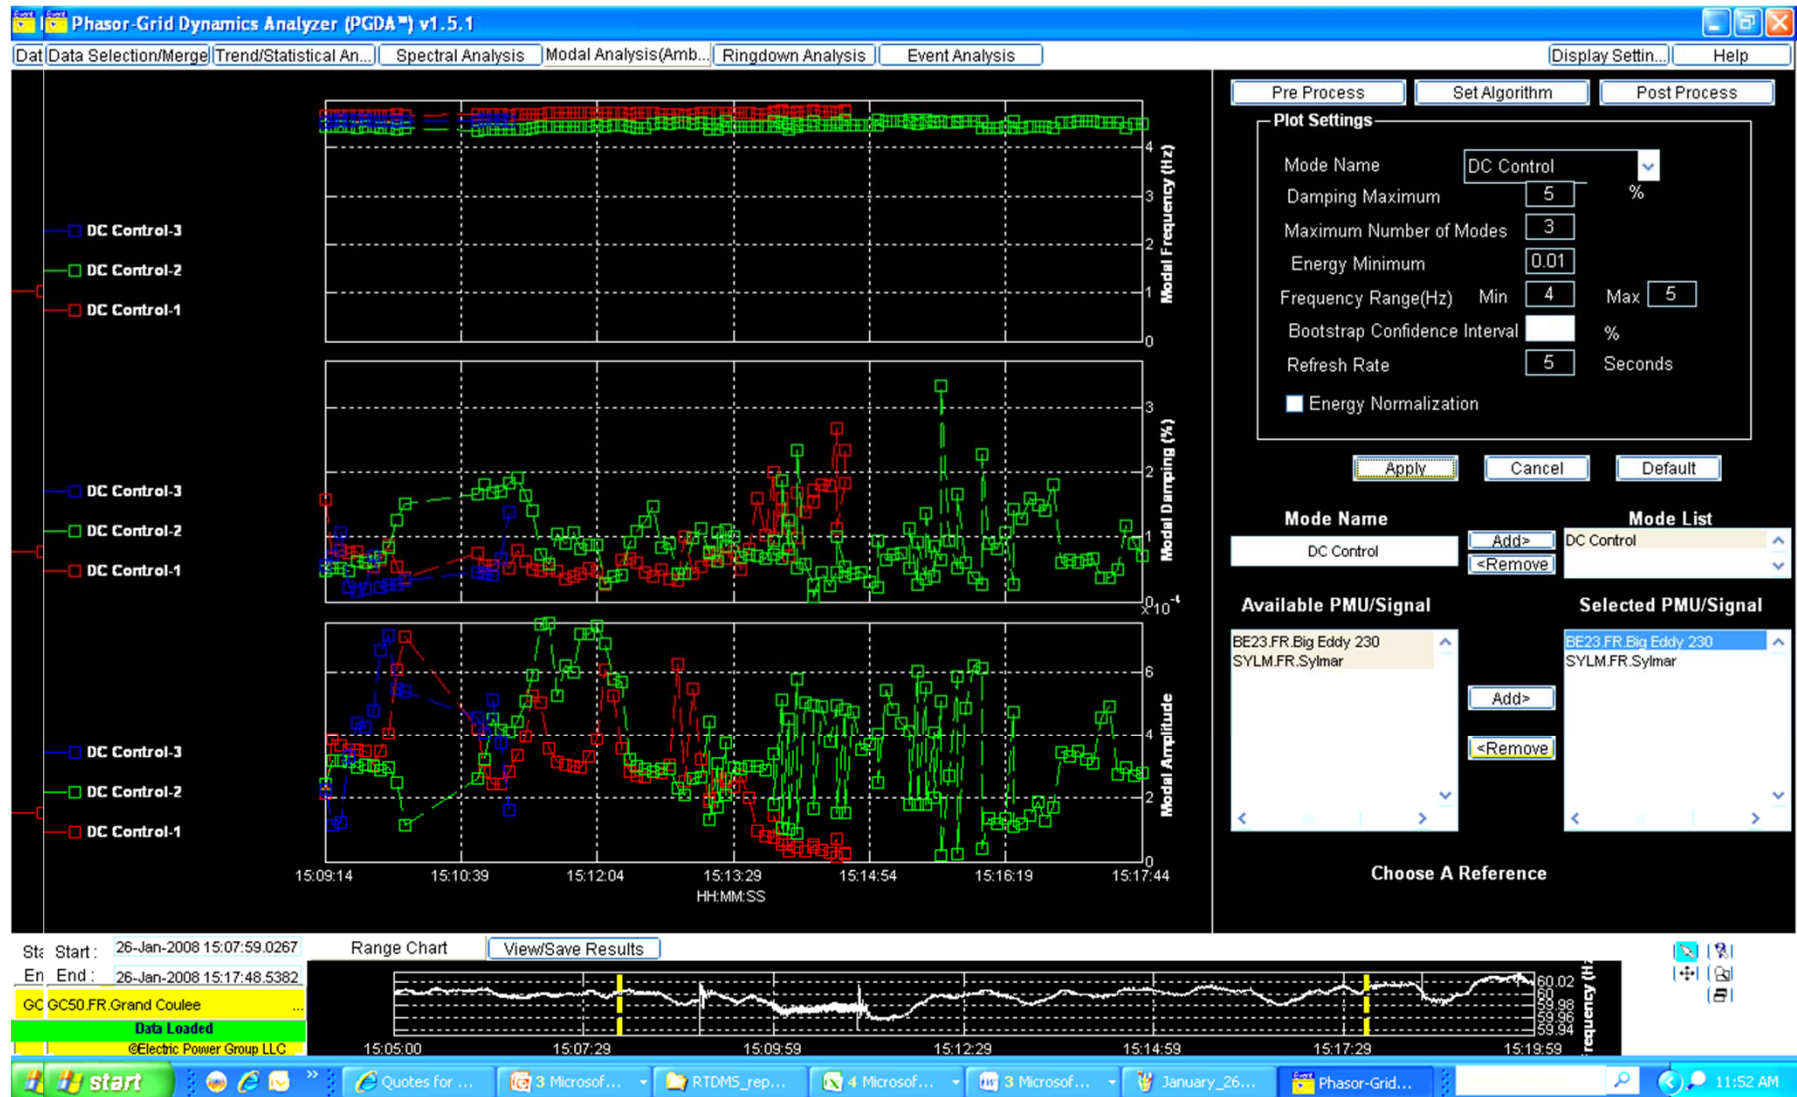 Phasor-Grid Dynamics Analyzer (PGDA™) v1.5.1
Dat Data Selection/Merge Trend/Statistical An... Spectral Analysis Modal Analysis(Amb... Ringdown Analysis Event Analysis Display Settin... Help
Pre Process Set Algorithm Post Process
Plot Settings
Mode Name DC Control
Damping Maximum 5 %
Maximum Number of Modes 3
Energy Minimum 0.01
Frequency Range(Hz) Min 4 Max 5
Bootstrap Confidence Interval %
Refresh Rate 5 Seconds
Energy Normalization
Apply Cancel Default
Mode Name Mode List
DC Control Add> DC Control
<Remove
Available PMU/Signal Selected PMU/Signal
BE23.FR.Big Eddy 230 BE23.FR.Big Eddy 230
SYLM.FR.Sylmar SYLM.FR.Sylmar
Add>
<Remove
Choose A Reference
DC Control-3
DC Control-2
DC Control-1
4
3
2
1
0
Modal Frequency (Hz)
DC Control-3
DC Control-2
DC Control-1
3
2
1
0
Modal Damping (%)
x 10-4
DC Control-3
DC Control-2
DC Control-1
6
4
2
0
Modal Amplitude
15:09:14 15:10:39 15:12:04 15:13:29 15:14:54 15:16:19 15:17:44
HH:MM:SS
Sta Start : 26-Jan-2008 15:07:59.0267 Range Chart View/Save Results
En End : 26-Jan-2008 15:17:48.5382
GC GC50.FR.Grand Coulee ...
Data Loaded
©Electric Power Group LLC
60.02
60
59.98
59.96
59.94
requency (H
15:05:00 15:07:29 15:09:59 15:12:29 15:14:59 15:17:29 15:19:59
start » Quotes for ... 3 Microsof... RTDMS_rep... 4 Microsof... 3 Microsof... January_26... Phasor-Grid... 11:52 AM